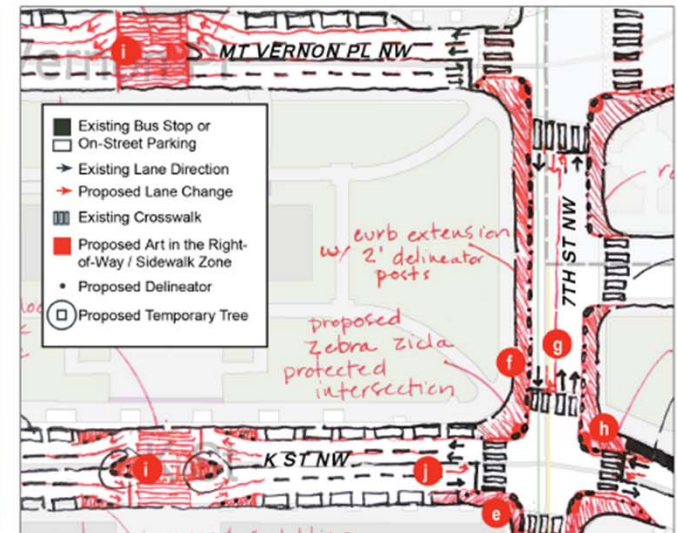 i
MT VERNON PL NW
Existing Bus Stop or
On-Street Parking
Existing Lane Direction
Proposed Lane Change
Existing Crosswalk
Proposed Art in the Right-
of-Way / Sidewalk Zone
Proposed Delineator
Proposed Temporary Tree
curb extension
w/ 2' delineator
posts
7TH ST NW
proposed
Zebra Zicla
protected
intersection
f
g
h
i
K ST NW
j
e